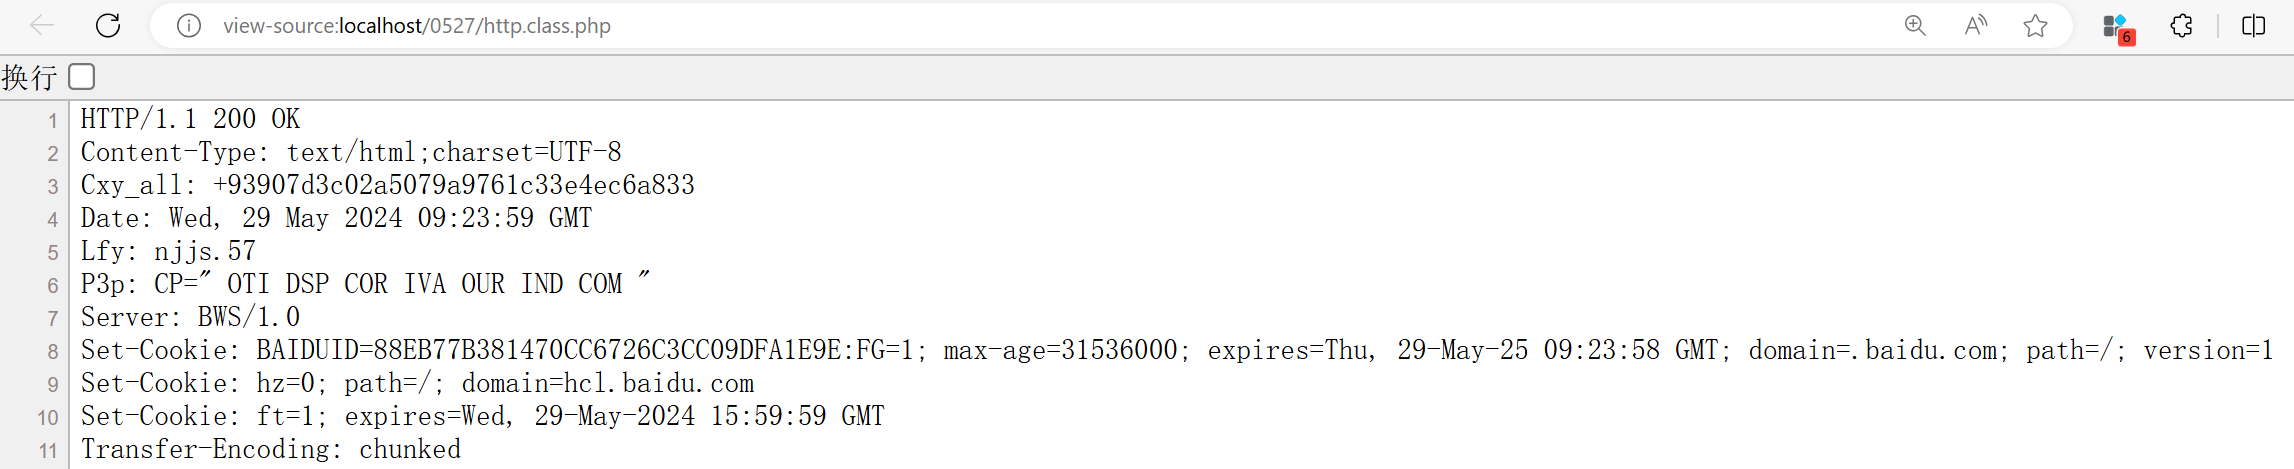 view-source:localhost/0527/http.class.php
6
换行
1 HTTP/1.1 200 OK
2 Content-Type: text/html;charset=UTF-8
3 Cxy_all: +93907d3c02a5079a9761c33e4ec6a833
4 Date: Wed, 29 May 2024 09:23:59 GMT
5 Lfy: njjs.57
6 P3p: CP=" OTI DSP COR IVA OUR IND COM "
7 Server: BWS/1.0
8 Set-Cookie: BAIDUID=88EB77B381470CC6726C3CC09DFA1E9E:FG=1; max-age=31536000; expires=Thu, 29-May-25 09:23:58 GMT; domain=.baidu.com; path=/; version=1
9 Set-Cookie: hz=0; path=/; domain=hcl.baidu.com
10 Set-Cookie: ft=1; expires=Wed, 29-May-2024 15:59:59 GMT
11 Transfer-Encoding: chunked